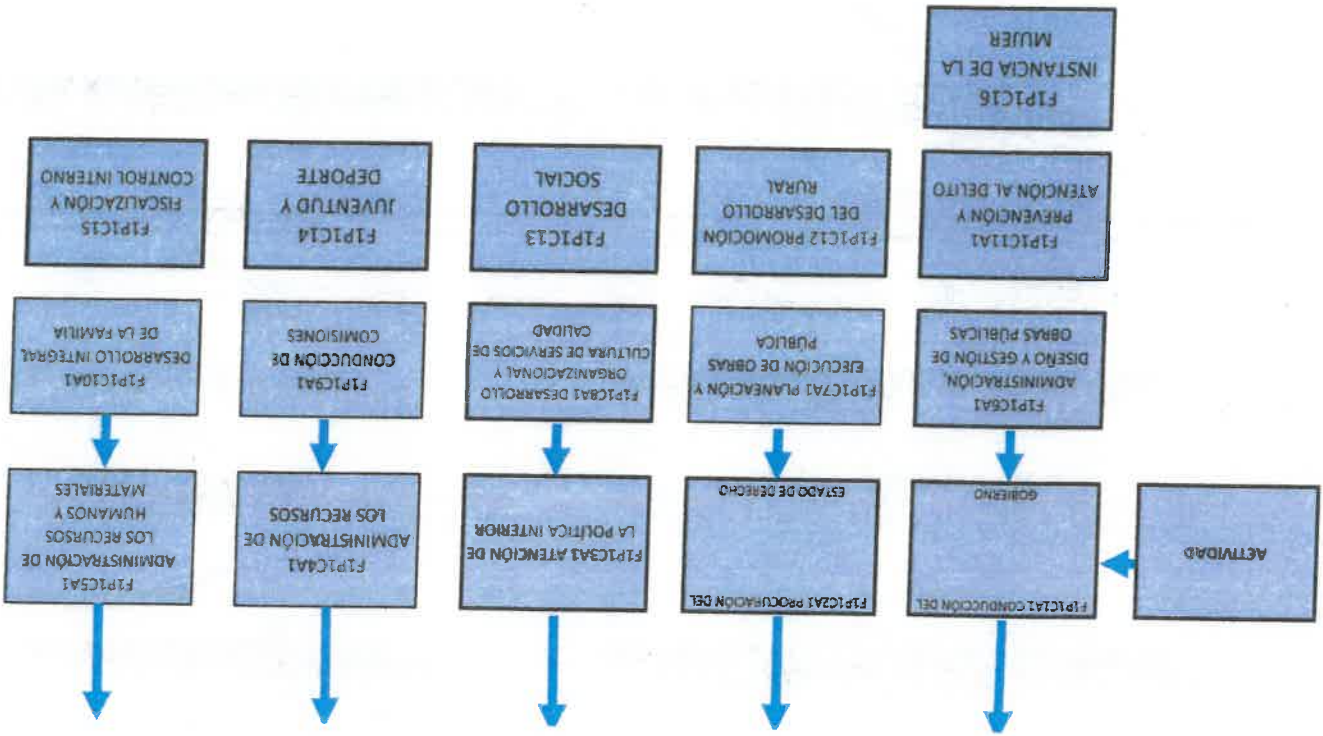 ACTIVIDAD
F1P1C1A1 CONDUCCIÓN DEL
GOBIERNO
F1P1C2A1 PROCURACIÓN DEL
ESTADO DE DERECHO
F1P1C3A1 ATENCIÓN DE
LA POLÍTICA INTERIOR
F1P1C4A1
ADMINISTRACIÓN DE
LOS RECURSOS
F1P1C5A1
ADMINISTRACIÓN DE
LOS RECURSOS
HUMANOS Y
MATERIALES
F1P1C6A1
ADMINISTRACIÓN,
DISEÑO Y GESTIÓN DE
OBRAS PÚBLICAS
F1P1C7A1 PLANEACIÓN Y
EJECUCIÓN DE OBRAS
PÚBLICA
F1P1C8A1 DESARROLLO
ORGANIZACIONAL Y
CULTURA DE SERVICIOS DE
CALIDAD
F1P1C9A1
CONDUCCIÓN DE
COMISIONES
F1P1C10A1
DESARROLLO INTEGRAL
DE LA FAMILIA
F1P1C11A1
PREVENCIÓN Y
ATENCIÓN AL DELITO
F1P1C12 PROMOCIÓN
DEL DESARROLLO
RURAL
F1P1C13
DESARROLLO
SOCIAL
F1P1C14
JUVENTUD Y
DEPORTE
F1P1C15
FISCALIZACIÓN Y
CONTROL INTERNO
F1P1C16
INSTANCIA DE LA
MUJER